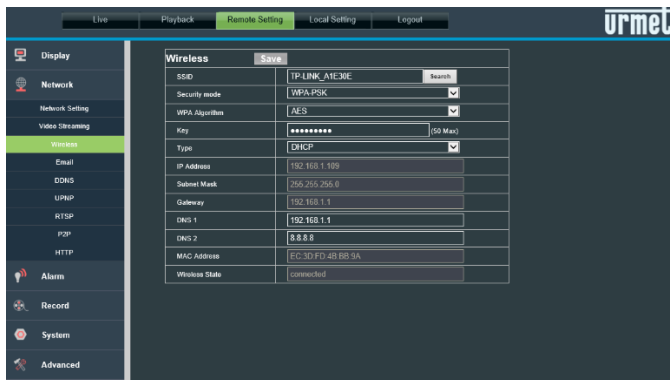 Live Playback Remote Setting Local Setting Logout urmet
Display
Network
Network Setting
Video Streaming
Wireless
Email
DDNS
UPNP
RTSP
P2P
HTTP
Alarm
Record
System
Advanced
Wireless Save
SSID TP-LINK_A1E30E Search
Security mode WPA-PSK
WPA Algorithm AES
Key ●●●●●●●●● (50 Max)
Type DHCP
IP Address 192.168.1.109
Subnet Mask 255.255.255.0
Gateway 192.168.1.1
DNS 1 192.168.1.1
DNS 2 8.8.8.8
MAC Address EC:3D:FD:4B:BB:9A
Wireless State connected